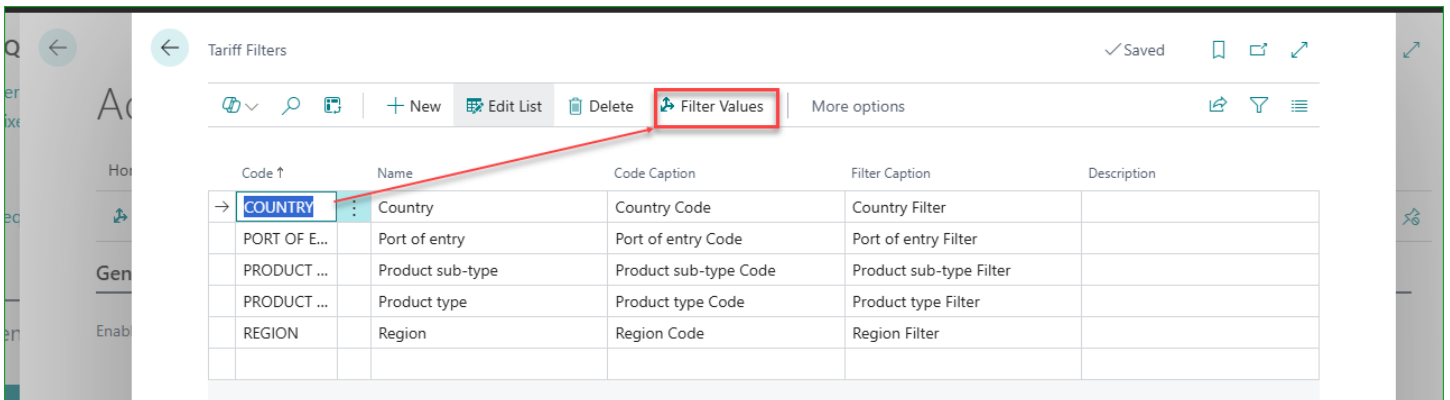 Tariff Filters
Saved
New
Edit List
Delete
Filter Values
More options
Code ↑ Name Code Caption Filter Caption Description
COUNTRY Country Country Code Country Filter
PORT OF E... Port of entry Port of entry Code Port of entry Filter
PRODUCT ... Product sub-type Product sub-type Code Product sub-type Filter
PRODUCT ... Product type Product type Code Product type Filter
REGION Region Region Code Region Filter
Gen
Enab